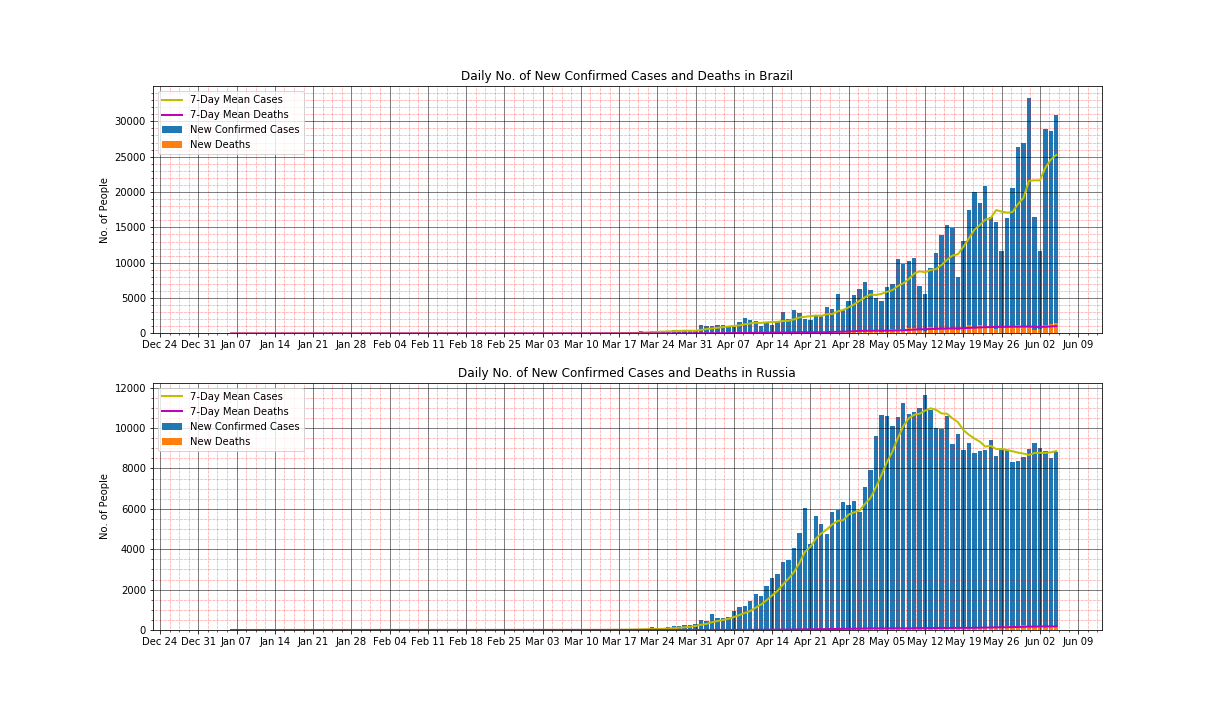 Daily No. of New Confirmed Cases and Deaths in Brazil
7-Day Mean Cases
7-Day Mean Deaths
New Confirmed Cases
New Deaths
No. of People
30000
25000
20000
15000
10000
5000
0
Dec 24 Dec 31 Jan 07 Jan 14 Jan 21 Jan 28 Feb 04 Feb 11 Feb 18 Feb 25 Mar 03 Mar 10 Mar 17 Mar 24 Mar 31 Apr 07 Apr 14 Apr 21 Apr 28 May 05 May 12 May 19 May 26 Jun 02 Jun 09
Daily No. of New Confirmed Cases and Deaths in Russia
7-Day Mean Cases
7-Day Mean Deaths
New Confirmed Cases
New Deaths
No. of People
12000
10000
8000
6000
4000
2000
0
Dec 24 Dec 31 Jan 07 Jan 14 Jan 21 Jan 28 Feb 04 Feb 11 Feb 18 Feb 25 Mar 03 Mar 10 Mar 17 Mar 24 Mar 31 Apr 07 Apr 14 Apr 21 Apr 28 May 05 May 12 May 19 May 26 Jun 02 Jun 09